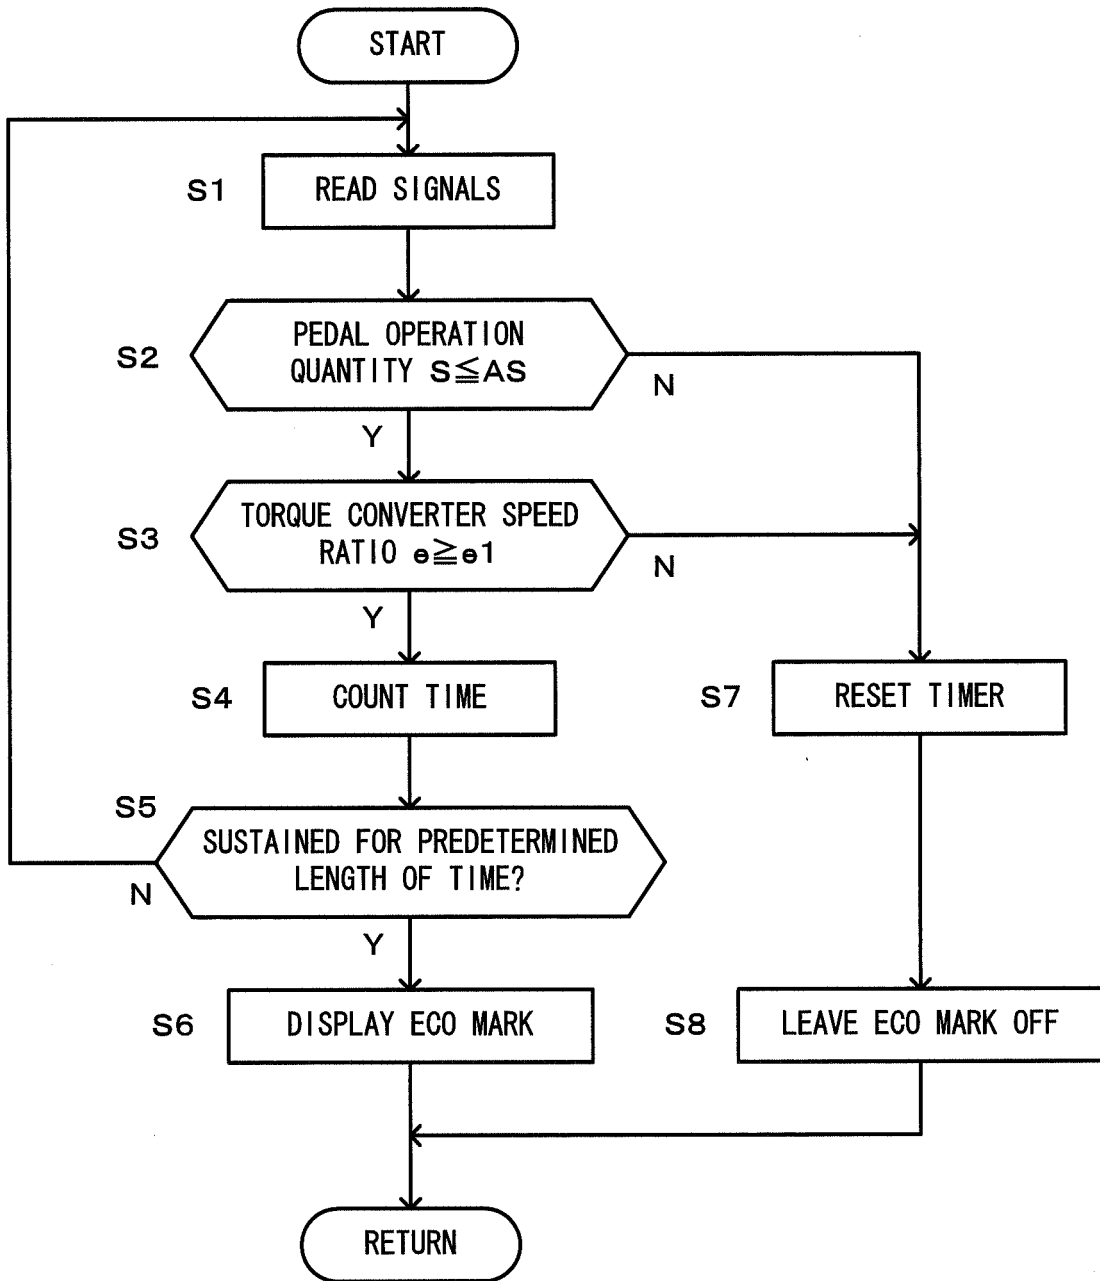 START
S1
READ SIGNALS
S2
PEDAL OPERATION
QUANTITY S≦AS
N
Y
S3
TORQUE CONVERTER SPEED
RATIO e≧e1
N
Y
S4
COUNT TIME
S7
RESET TIMER
S5
SUSTAINED FOR PREDETERMINED
LENGTH OF TIME?
N
Y
S6
DISPLAY ECO MARK
S8
LEAVE ECO MARK OFF
RETURN